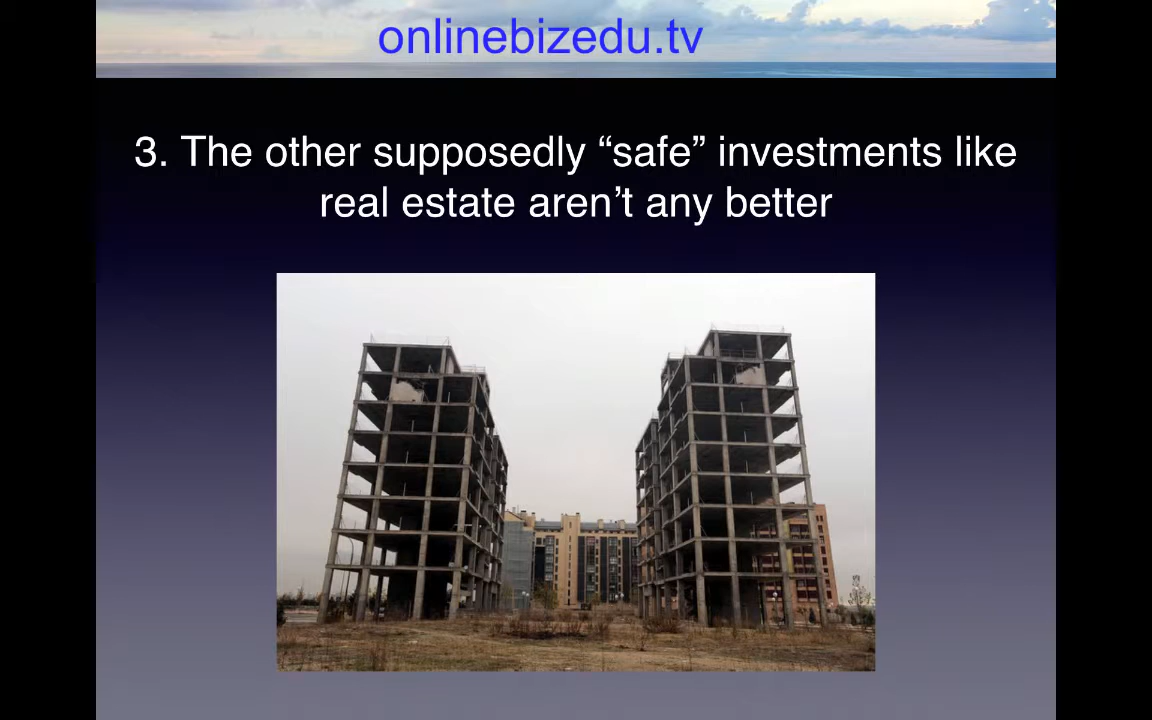 onlinebizedu.tv
3. The other supposedly “safe” investments like
real estate aren’t any better